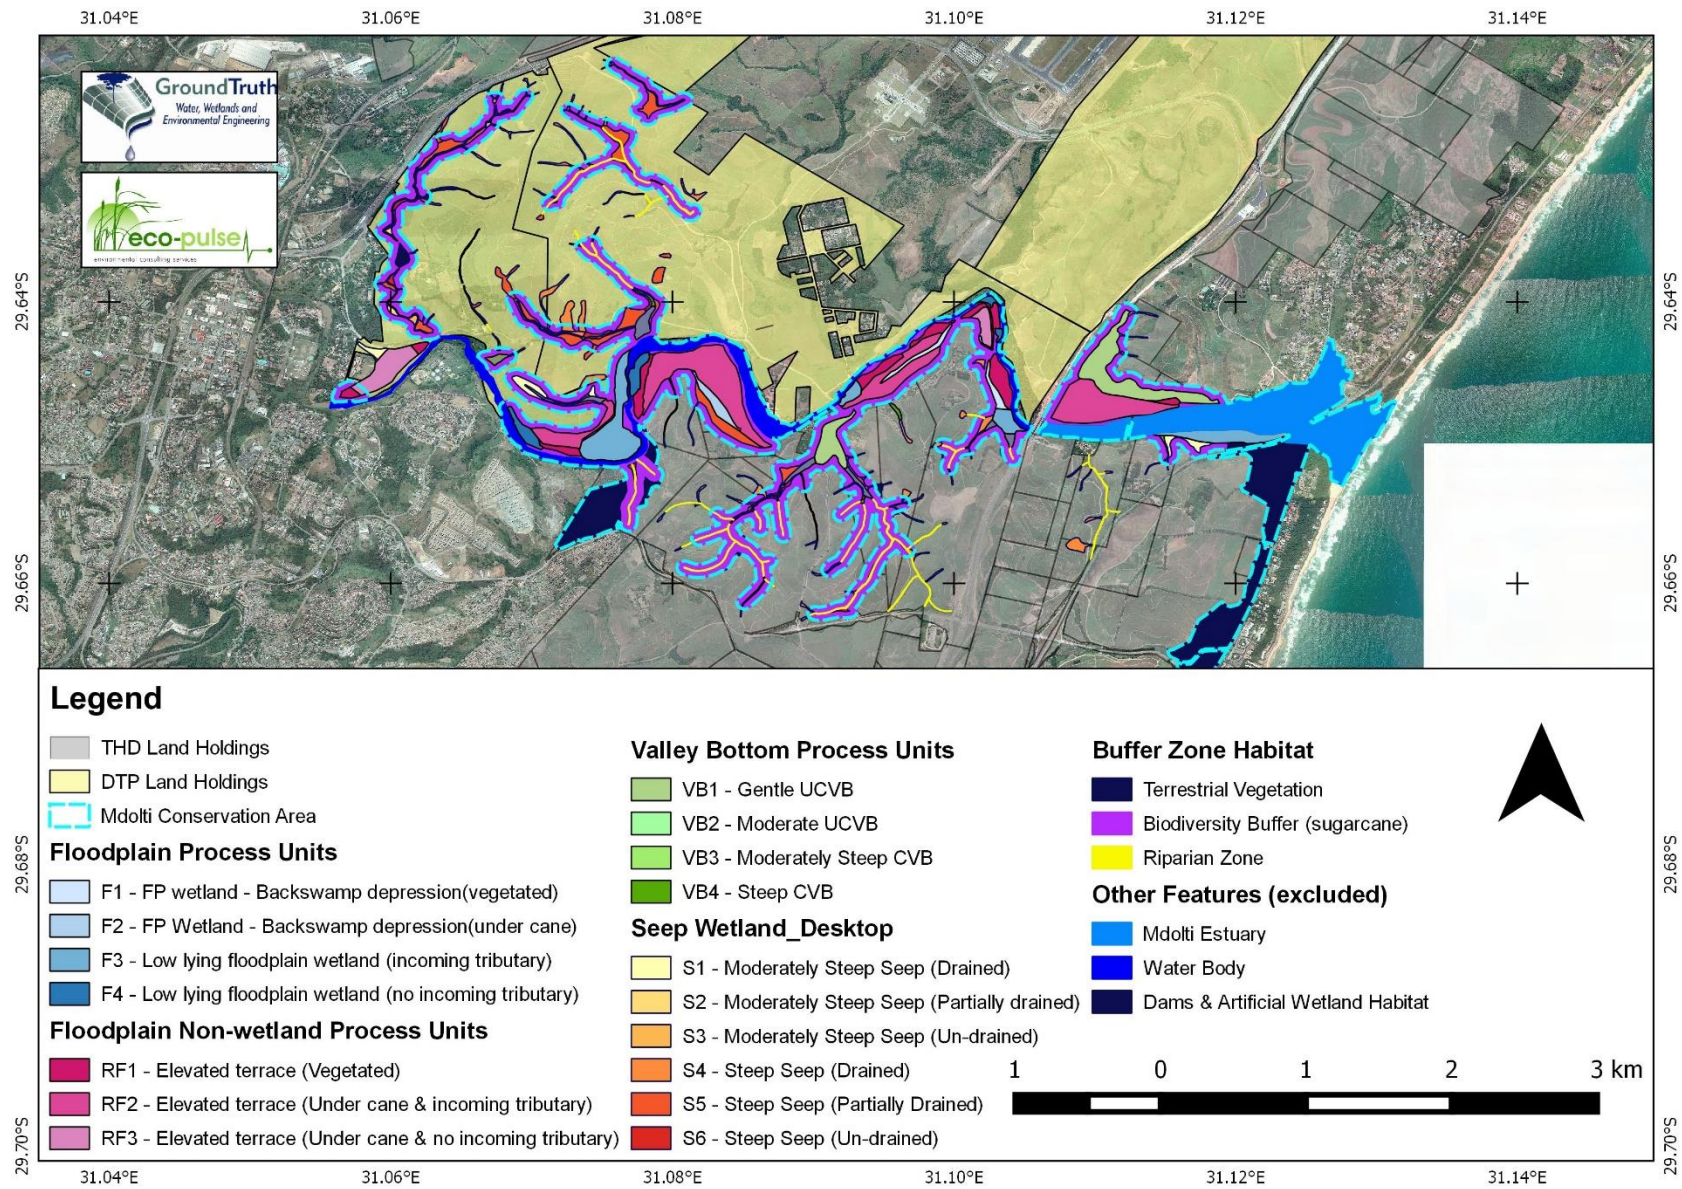 31.04°E 31.06°E 31.08°E 31.10°E 31.12°E 31.14°E
GroundTruth
Water, Wetlands and
Environmental Engineering
eco-pulse
environmental consulting services
29.64°S 29.64°S
29.66°S 29.66°S
Legend
THD Land Holdings
DTP Land Holdings
Mdolti Conservation Area
Floodplain Process Units
F1 - FP wetland - Backswamp depression(vegetated)
F2 - FP Wetland - Backswamp depression(under cane)
F3 - Low lying floodplain wetland (incoming tributary)
F4 - Low lying floodplain wetland (no incoming tributary)
Floodplain Non-wetland Process Units
RF1 - Elevated terrace (Vegetated)
RF2 - Elevated terrace (Under cane & incoming tributary)
RF3 - Elevated terrace (Under cane & no incoming tributary)
Valley Bottom Process Units
VB1 - Gentle UCVB
VB2 - Moderate UCVB
VB3 - Moderately Steep CVB
VB4 - Steep CVB
Seep Wetland_Desktop
S1 - Moderately Steep Seep (Drained)
S2 - Moderately Steep Seep (Partially drained)
S3 - Moderately Steep Seep (Un-drained)
S4 - Steep Seep (Drained)
S5 - Steep Seep (Partially Drained)
S6 - Steep Seep (Un-drained)
Buffer Zone Habitat
Terrestrial Vegetation
Biodiversity Buffer (sugarcane)
Riparian Zone
Other Features (excluded)
Mdolti Estuary
Water Body
Dams & Artificial Wetland Habitat
1 0 1 2 3 km
29.68°S 29.68°S
29.70°S 29.70°S
31.04°E 31.06°E 31.08°E 31.10°E 31.12°E 31.14°E